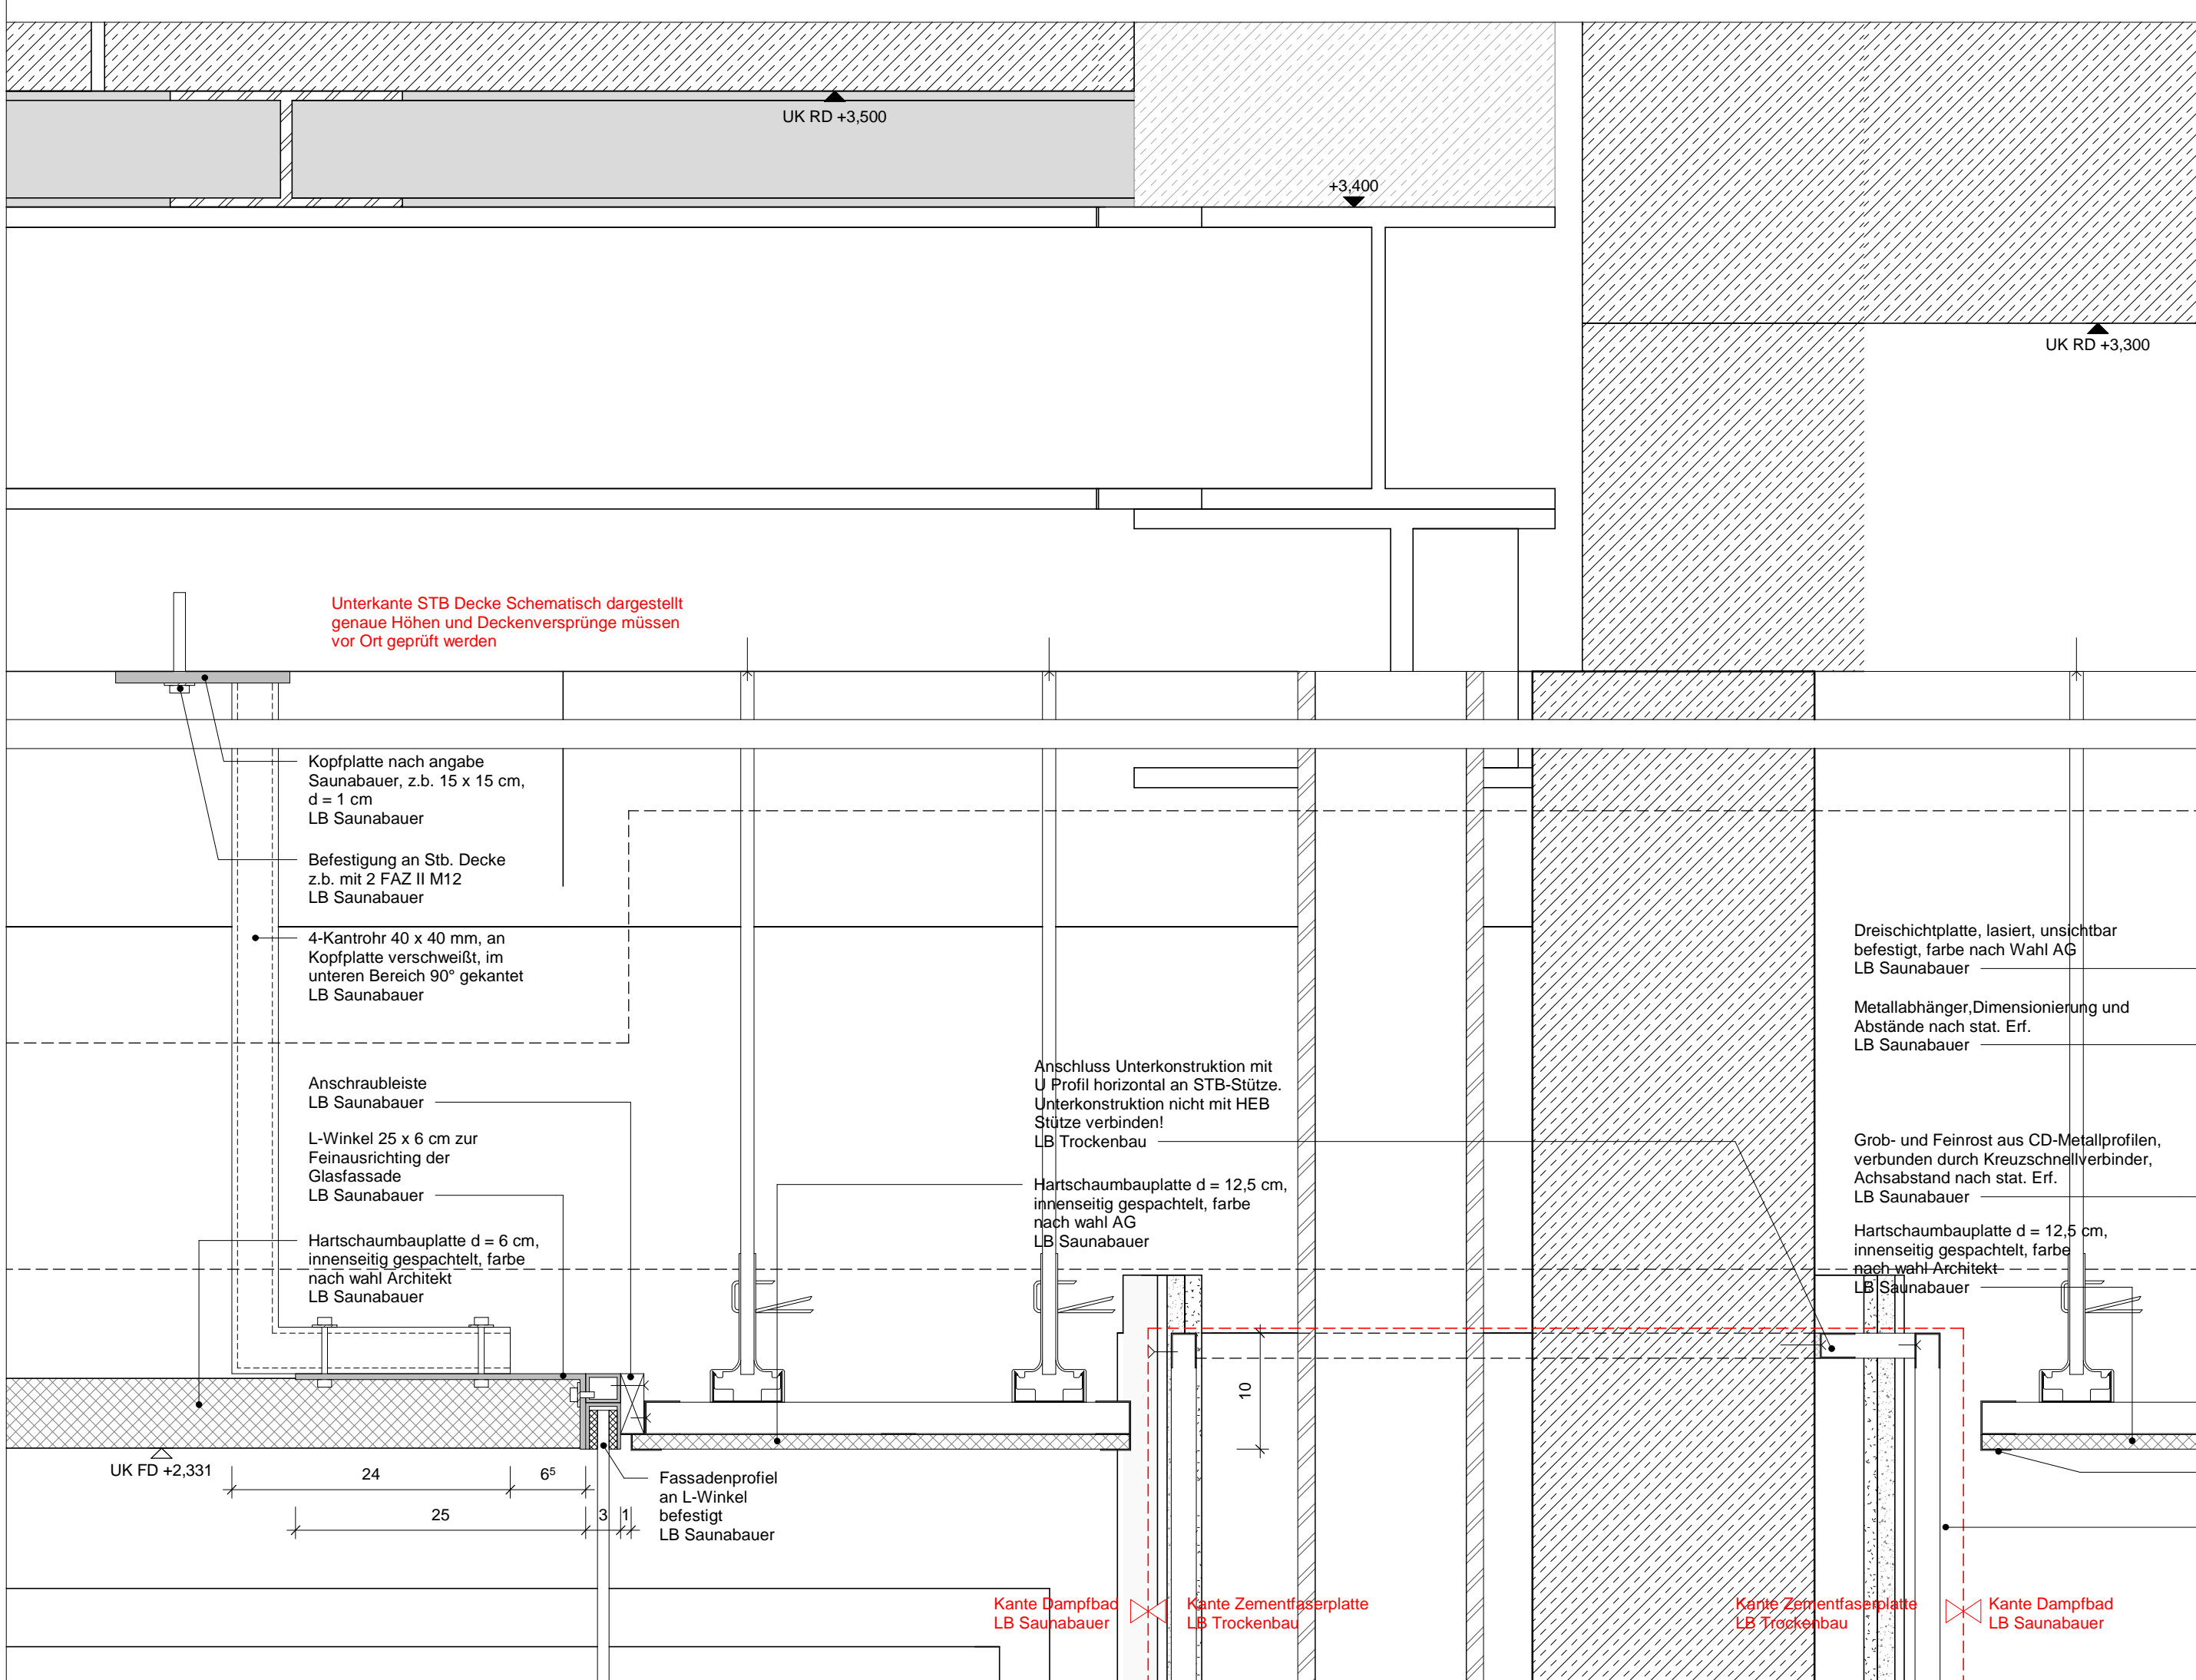 UK RD +3,500
+3,400
UK RD +3,300
Unterkante STB Decke Schematisch dargestellt
genaue Höhen und Deckenversprünge müssen
vor Ort geprüft werden
Kopfplatte nach angabe
Saunabauer, z.b. 15 x 15 cm,
d = 1 cm
LB Saunabauer
Befestigung an Stb. Decke
z.b. mit 2 FAZ II M12
LB Saunabauer
4-Kantrohr 40 x 40 mm, an
Kopfplatte verschweißt, im
unteren Bereich 90° gekantet
LB Saunabauer
Anschraubleiste
LB Saunabauer
L-Winkel 25 x 6 cm zur
Feinausrichting der
Glasfassade
LB Saunabauer
Hartschaumbauplatte d = 6 cm,
innenseitig gespachtelt, farbe
nach wahl Architekt
LB Saunabauer
Anschluss Unterkonstruktion mit
U Profil horizontal an STB-Stütze.
Unterkonstruktion nicht mit HEB
Stütze verbinden!
LB Trockenbau
Hartschaumbauplatte d = 12,5 cm,
innenseitig gespachtelt, farbe
nach wahl AG
LB Saunabauer
Dreischichtplatte, lasiert, unsichtbar
befestigt, farbe nach Wahl AG
LB Saunabauer
Metallabhänger,Dimensionierung und
Abstände nach stat. Erf.
LB Saunabauer
Grob- und Feinrost aus CD-Metallprofilen,
verbunden durch Kreuzschnellverbinder,
Achsabstand nach stat. Erf.
LB Saunabauer
Hartschaumbauplatte d = 12,5 cm,
innenseitig gespachtelt, farbe
nach wahl Architekt
LB Saunabauer
10
UK FD +2,331
24
6⁵
25
3
1
Fassadenprofiel
an L-Winkel
befestigt
LB Saunabauer
Kante Dampfbad
LB Saunabauer
Kante Zementfaserplatte
LB Trockenbau
Kante Zementfaserplatte
LB Trockenbau
Kante Dampfbad
LB Saunabauer